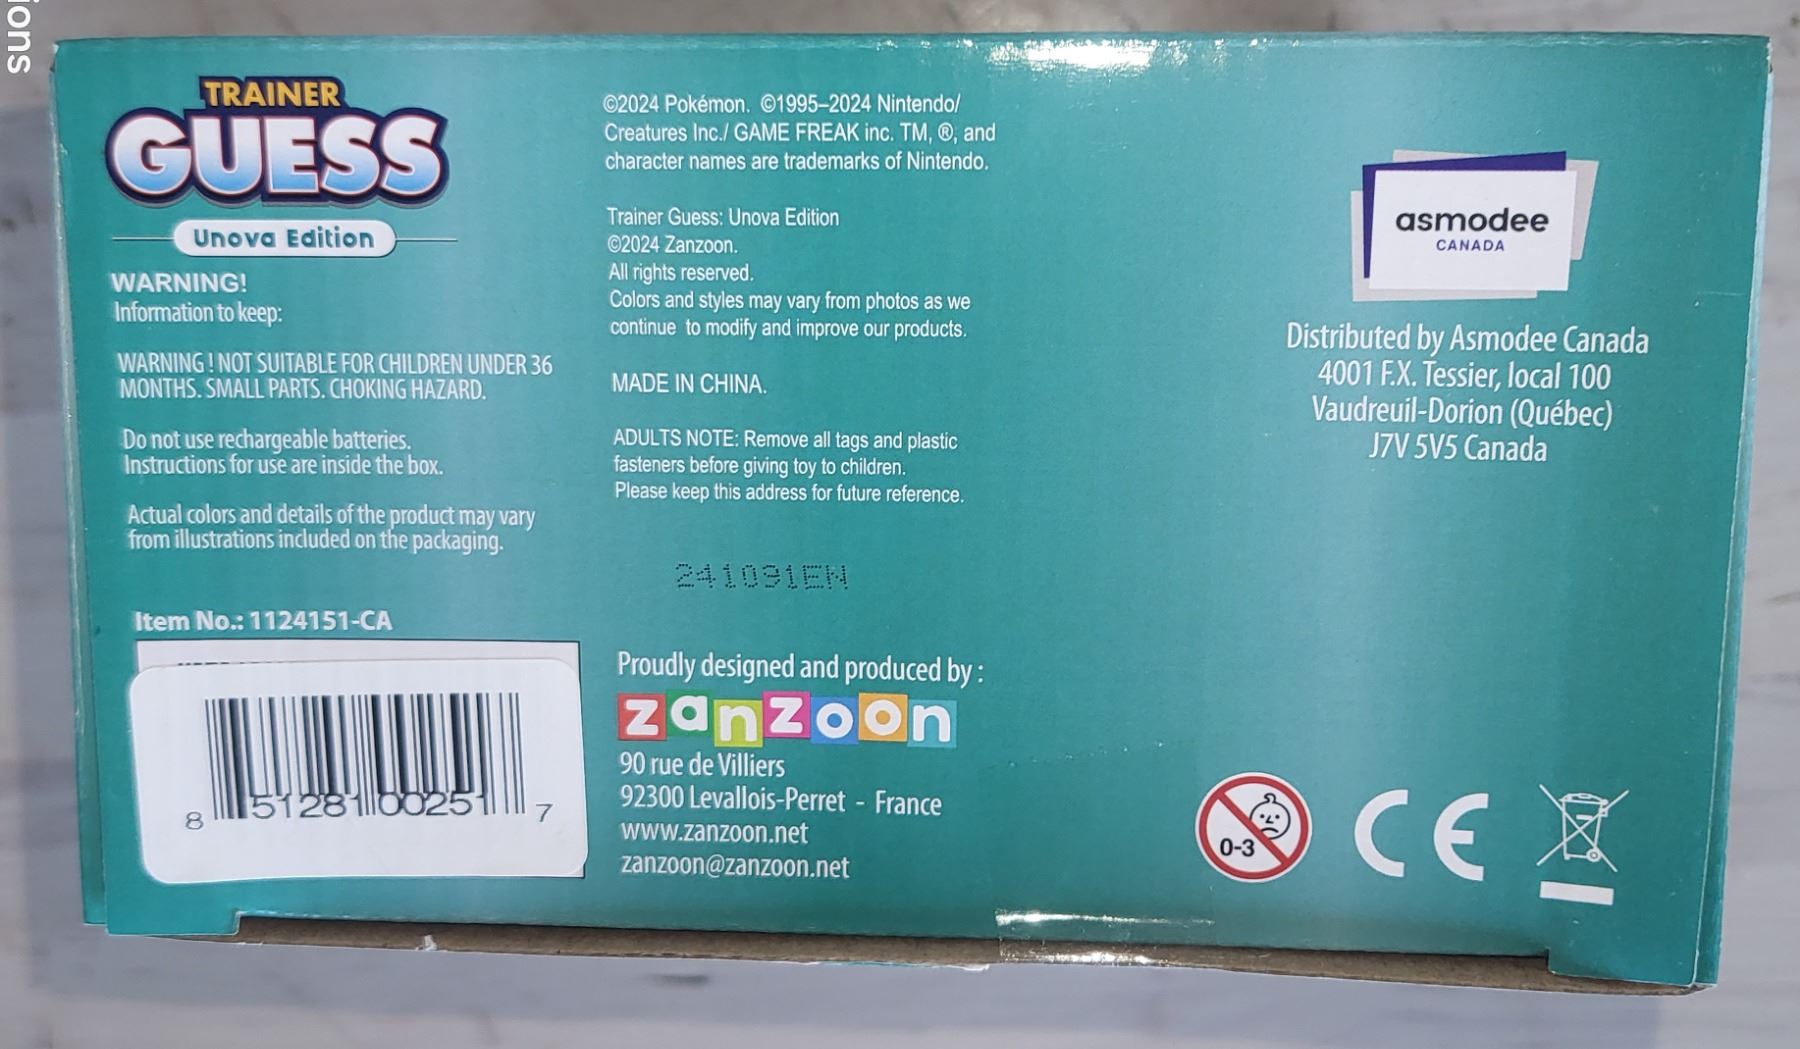 ions
TRAINER
GUESS
Unova Edition
WARNING!
Information to keep:
WARNING ! NOT SUITABLE FOR CHILDREN UNDER 36
MONTHS. SMALL PARTS. CHOKING HAZARD.
Do not use rechargeable batteries.
Instructions for use are inside the box.
Actual colors and details of the product may vary
from illustrations included on the packaging.
Item No.: 1124151-CA
8 51281 00251 7
©2024 Pokémon. ©1995–2024 Nintendo/
Creatures Inc./ GAME FREAK inc. TM, ®, and
character names are trademarks of Nintendo.
Trainer Guess: Unova Edition
©2024 Zanzoon.
All rights reserved.
Colors and styles may vary from photos as we
continue to modify and improve our products.
MADE IN CHINA.
ADULTS NOTE: Remove all tags and plastic
fasteners before giving toy to children.
Please keep this address for future reference.
241091EN
Proudly designed and produced by :
zanzoon
90 rue de Villiers
92300 Levallois-Perret - France
www.zanzoon.net
zanzoon@zanzoon.net
asmodee
CANADA
Distributed by Asmodee Canada
4001 F.X. Tessier, local 100
Vaudreuil-Dorion (Québec)
J7V 5V5 Canada
0-3
CE